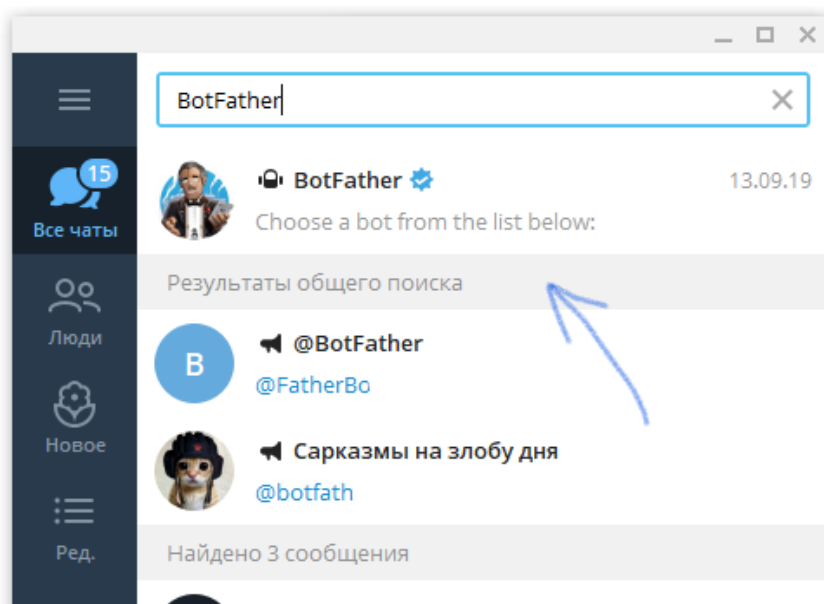 BotFather
15
Все чаты
BotFather
13.09.19
Choose a bot from the list below:
Результаты общего поиска
Люди
B
@BotFather
@FatherBo
Новое
Сарказмы на злобу дня
@botfath
Ред.
Найдено 3 сообщения